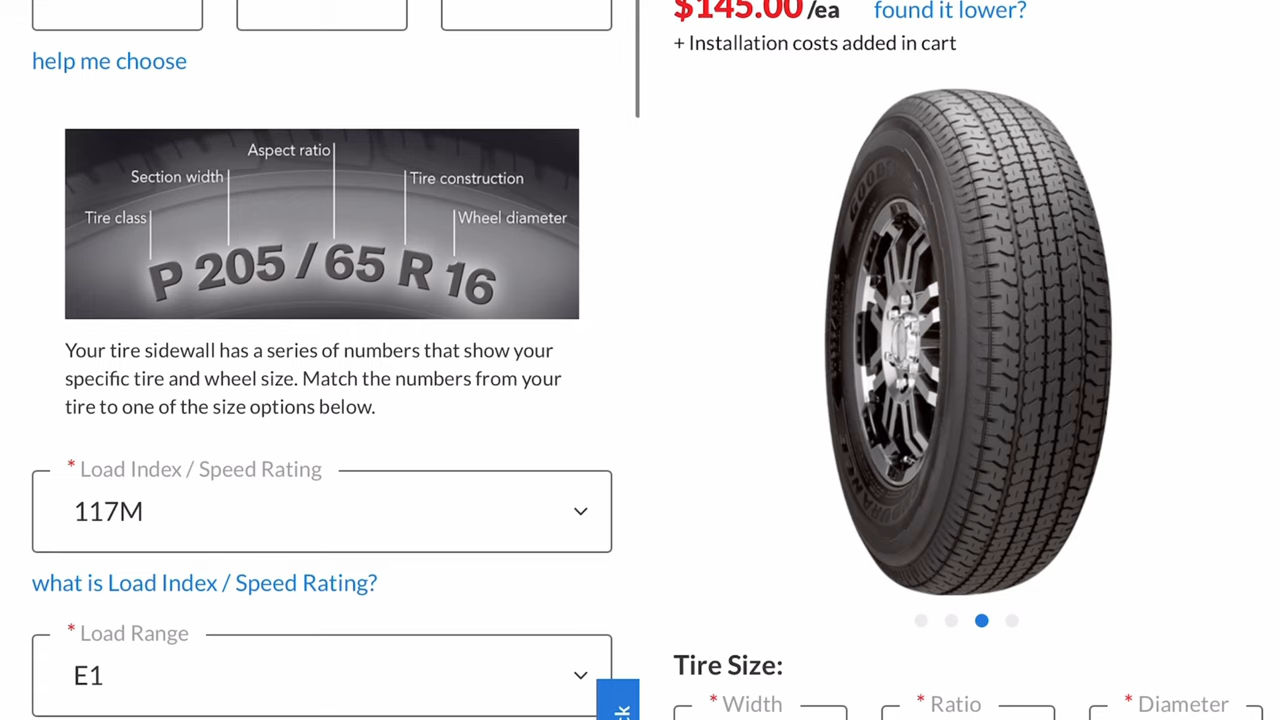 help me choose
Aspect ratio
Section width
Tire construction
Tire class
Wheel diameter
P 205 / 65 R 16
Your tire sidewall has a series of numbers that show your
specific tire and wheel size. Match the numbers from your
tire to one of the size options below.
* Load Index / Speed Rating
117M
what is Load Index / Speed Rating?
* Load Range
E1
$145.00 /ea
found it lower?
+ Installation costs added in cart
Tire Size:
* Width
* Ratio
* Diameter